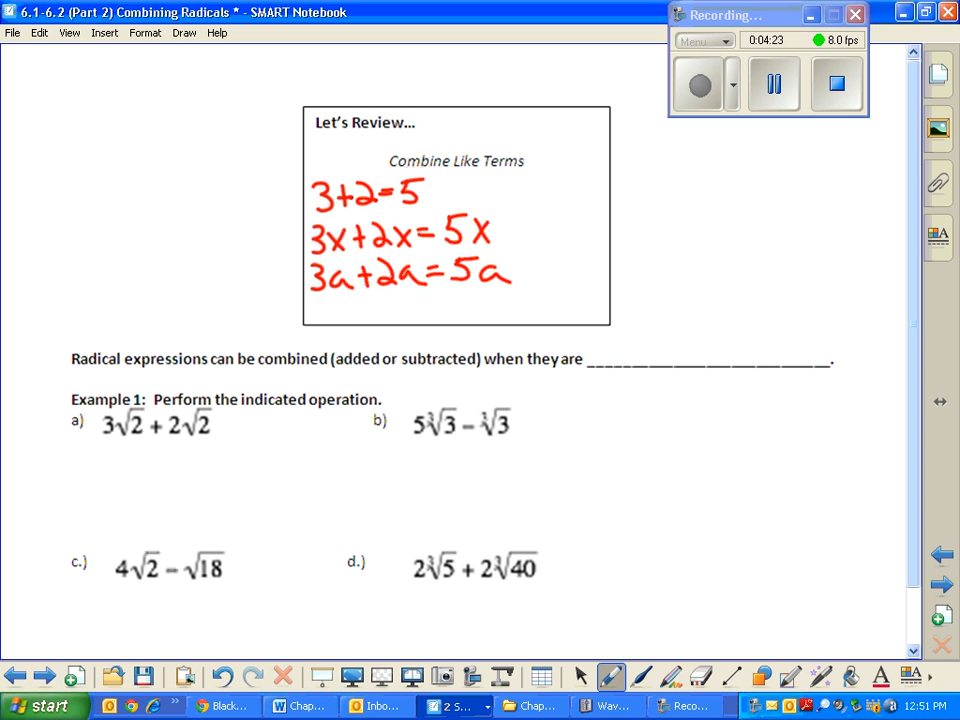 6.1-6.2 (Part 2) Combining Radicals * - SMART Notebook
Recording...
File Edit View Insert Format Draw Help
Menu 0:04:23 8.0 fps
Let's Review...
Combine Like Terms
3+2=5
3x+2x=5x
3a+2a=5a
Radical expressions can be combined (added or subtracted) when they are ____________________________.
Example 1: Perform the indicated operation.
a) 3√2 + 2√2 b) 5∛3 − ∛3
c.) 4√2 − √18 d.) 2∛5 + 2∛40
start Black... Chap... Inbo... 2 S... Chap... Wav... Reco... 12:51 PM